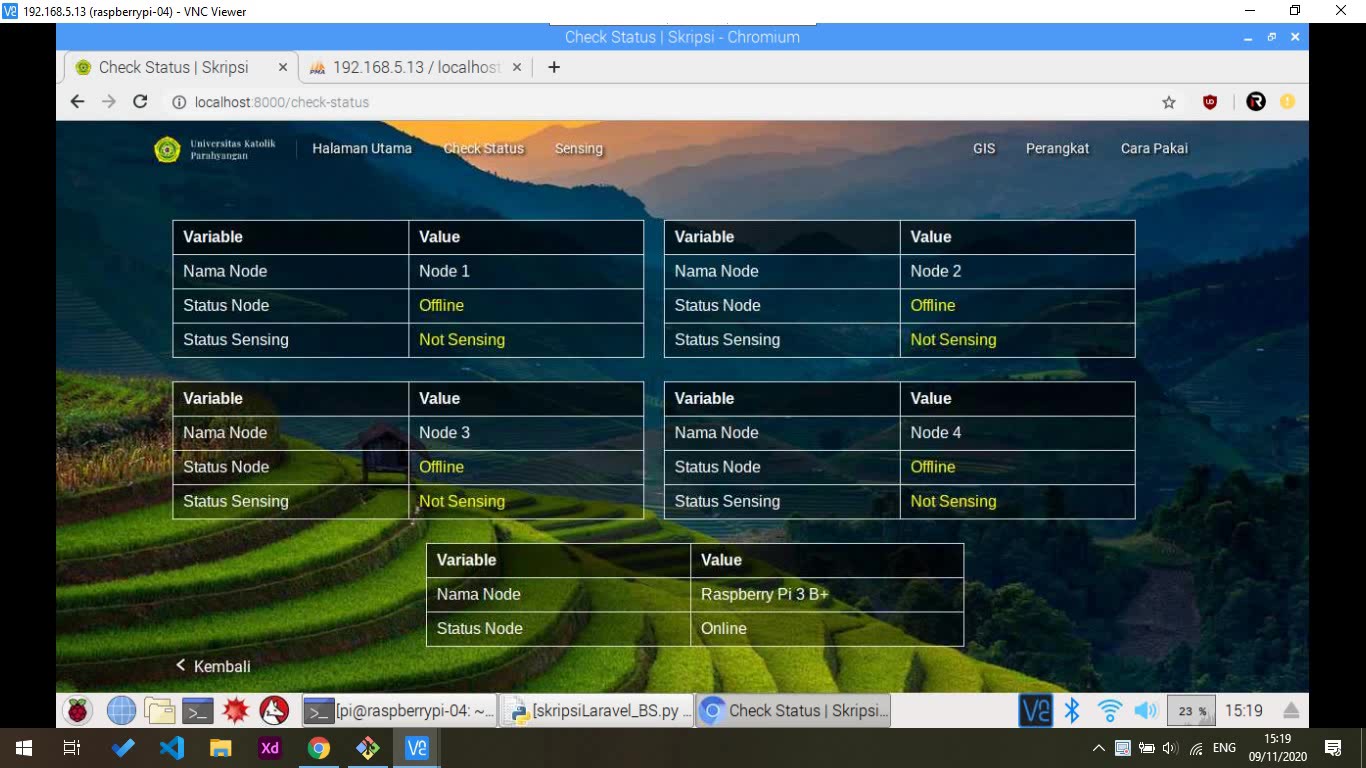 192.168.5.13 (raspberrypi-04) - VNC Viewer
Check Status | Skripsi - Chromium
Check Status | Skripsi
192.168.5.13 / localhost
localhost:8000/check-status
Universitas Katolik
Parahyangan
Halaman Utama
Check Status
Sensing
GIS
Perangkat
Cara Pakai
Variable Value
Nama Node Node 1
Status Node Offline
Status Sensing Not Sensing
Variable Value
Nama Node Node 2
Status Node Offline
Status Sensing Not Sensing
Variable Value
Nama Node Node 3
Status Node Offline
Status Sensing Not Sensing
Variable Value
Nama Node Node 4
Status Node Offline
Status Sensing Not Sensing
Variable Value
Nama Node Raspberry Pi 3 B+
Status Node Online
< Kembali
[pi@raspberrypi-04: ~...
[skripsiLaravel_BS.py ...
Check Status | Skripsi...
23 %
15:19
Xd
ENG
15:19
09/11/2020